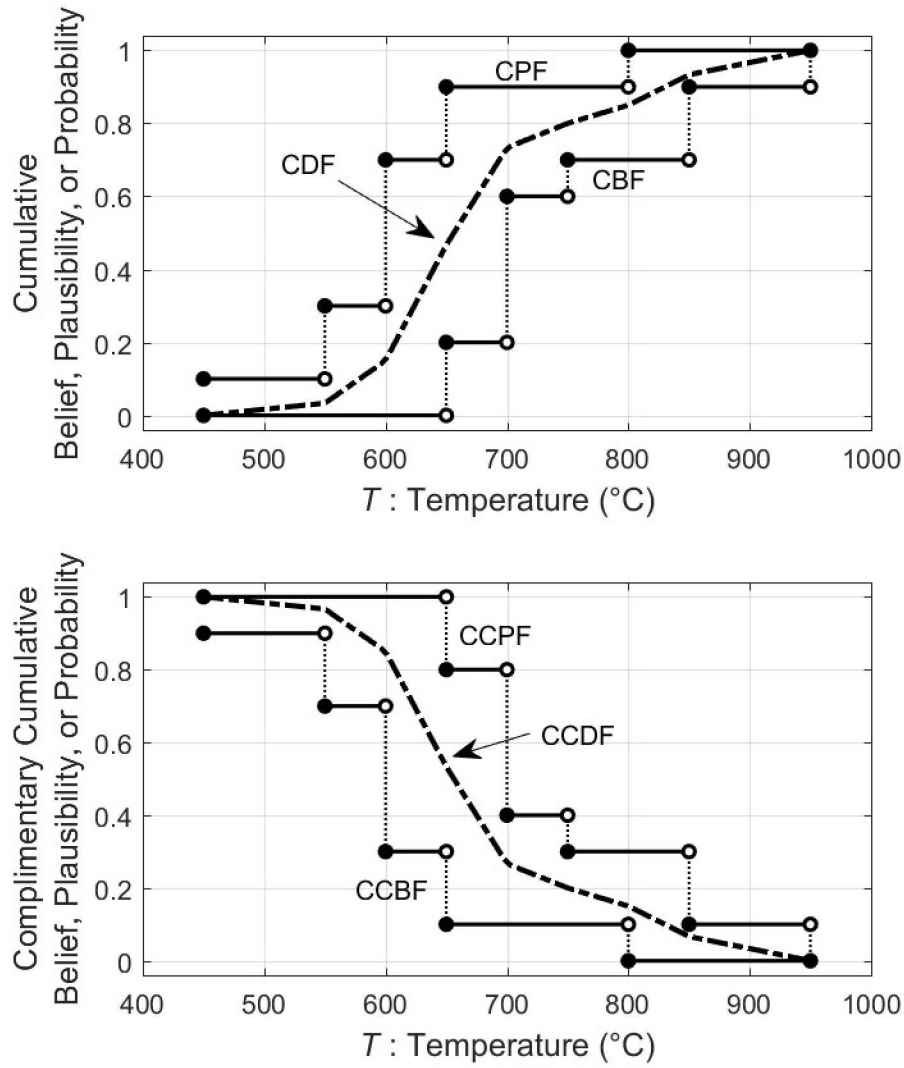 1
0.8
0.6
0.4
0.2
0
Cumulative
Belief, Plausibility, or Probability
CPF
CDF
CBF
400 500 600 700 800 900 1000
T : Temperature (°C)
1
0.8
0.6
0.4
0.2
0
Complimentary Cumulative
Belief, Plausibility, or Probability
CCPF
CCDF
CCBF
400 500 600 700 800 900 1000
T : Temperature (°C)